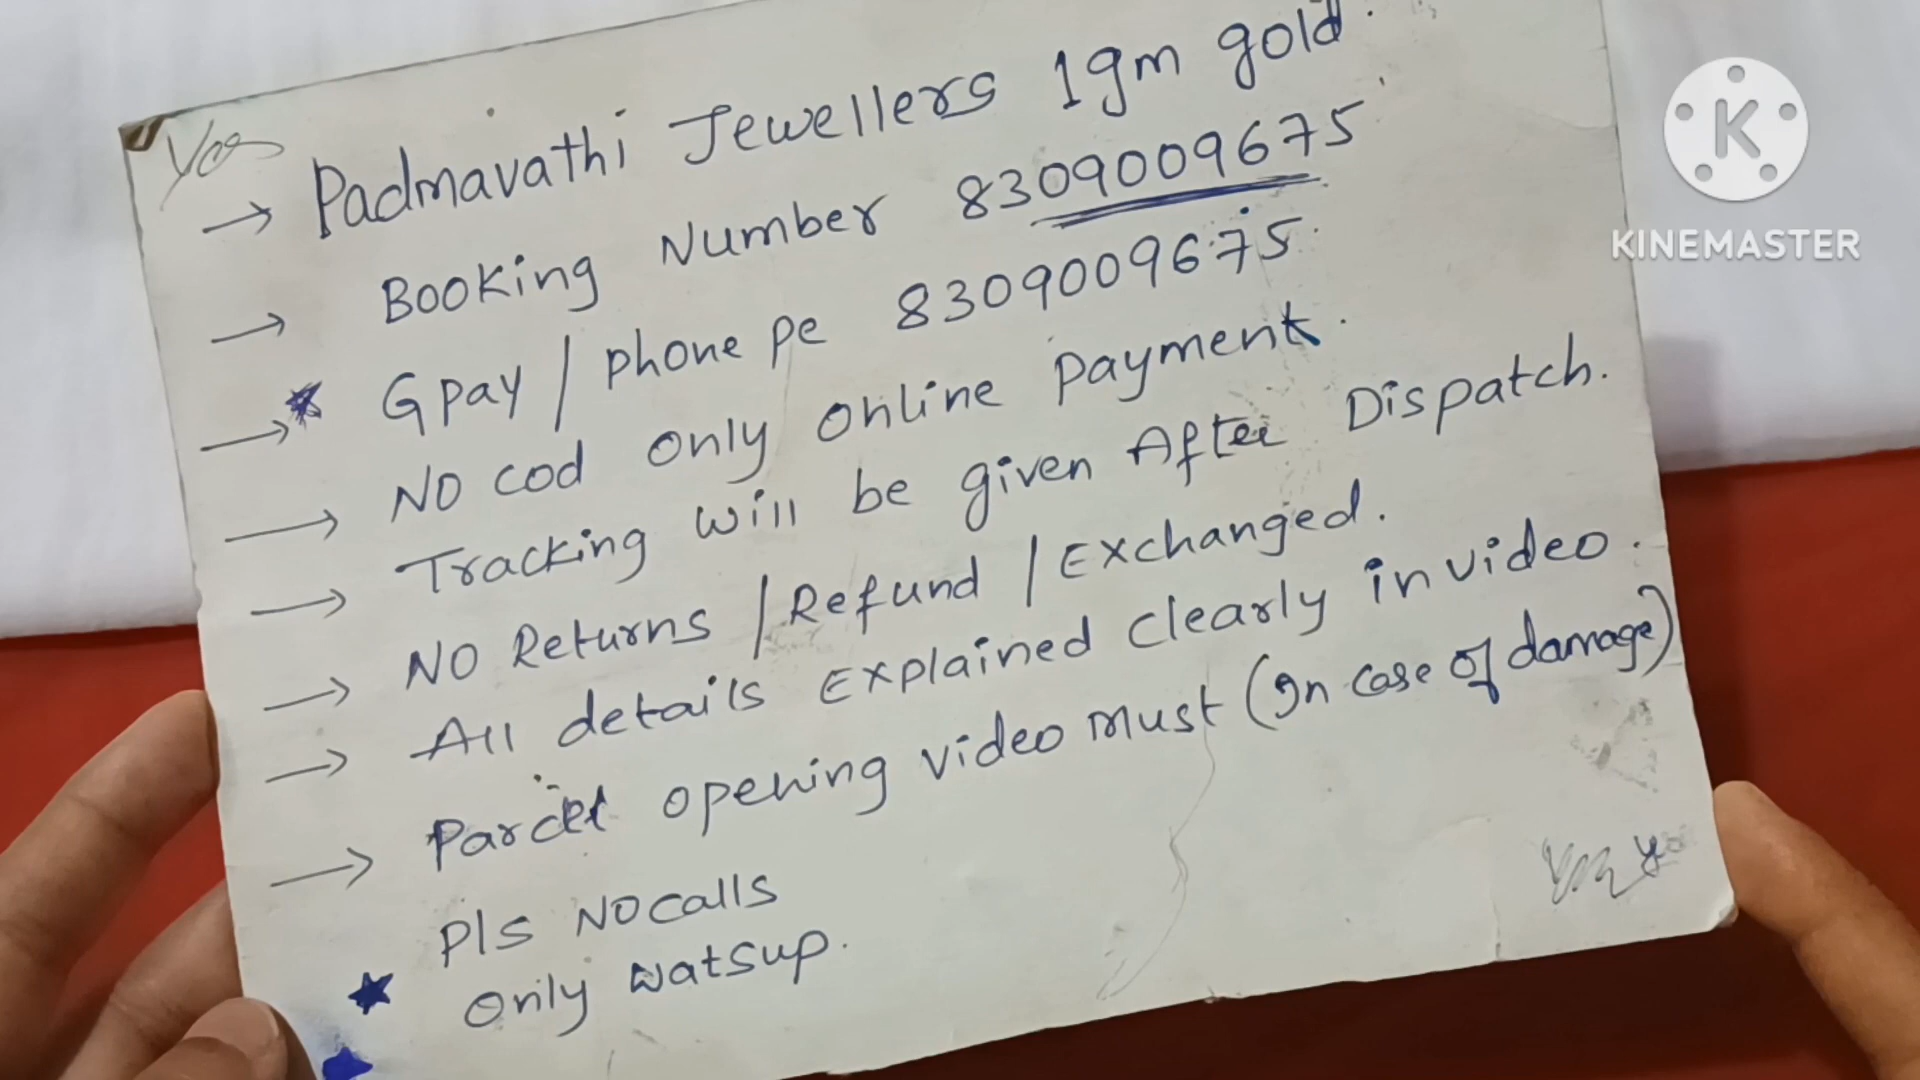 Yes
→ Padmavathi Jewellers 1gm gold.
→ Booking Number 8309009675
→ * Gpay / Phone pe 8309009675.
→ NO cod only online payment.
→ Tracking will be given After Dispatch.
→ NO Returns / Refund / Exchanged.
→ All details Explained clearly in video.
→ Parcel opening video must (In case of damage)
★ Pls NO calls
★ only watsup.
K
KINEMASTER